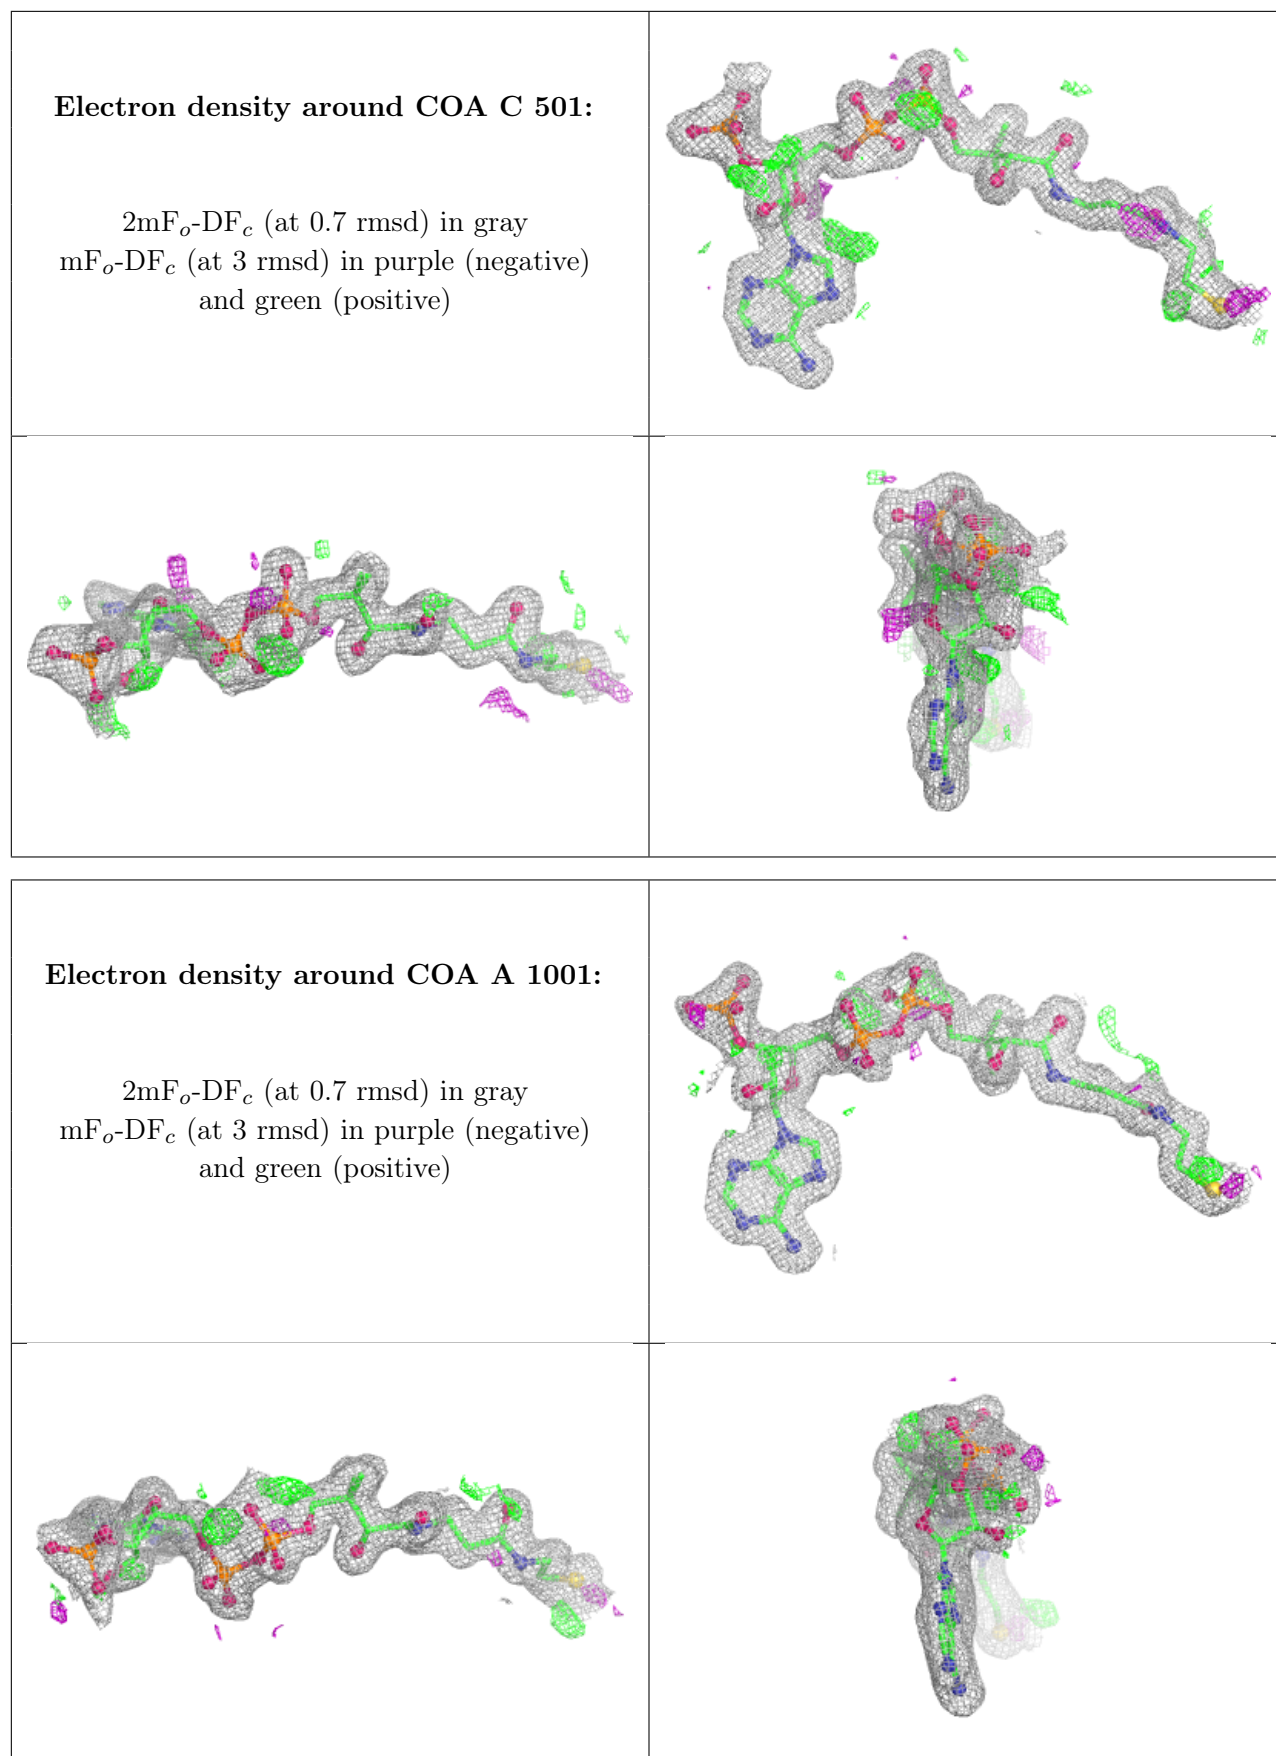 Electron density around COA C 501:
2mFo-DFc (at 0.7 rmsd) in gray
mFo-DFc (at 3 rmsd) in purple (negative)
and green (positive)
Electron density around COA A 1001:
2mFo-DFc (at 0.7 rmsd) in gray
mFo-DFc (at 3 rmsd) in purple (negative)
and green (positive)